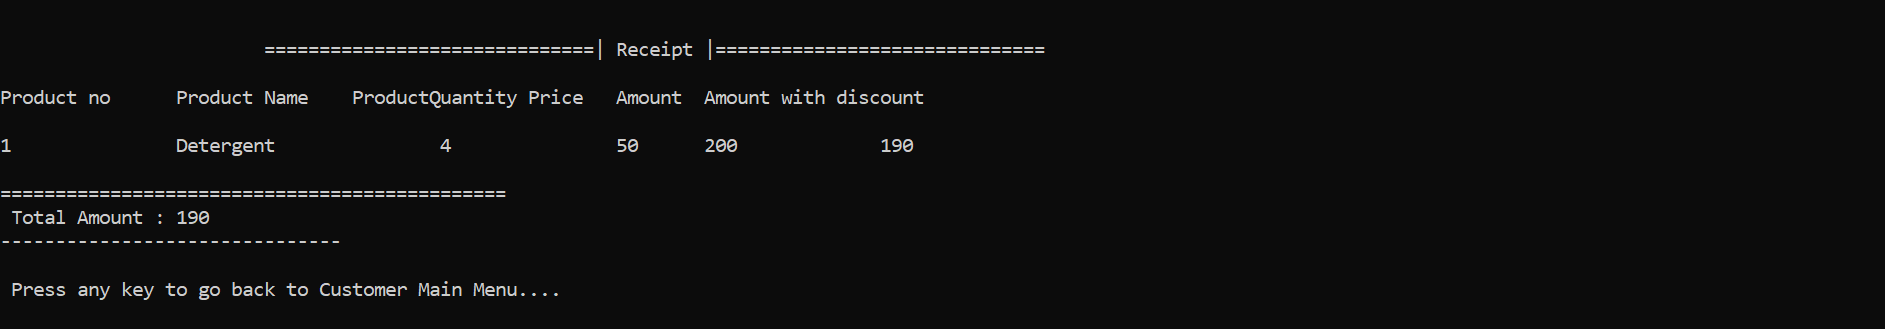 ==============================| Receipt |==============================
Product no      Product Name    ProductQuantity Price   Amount  Amount with discount
1               Detergent               4               50      200             190
==============================================
 Total Amount : 190
-------------------------------
 Press any key to go back to Customer Main Menu....